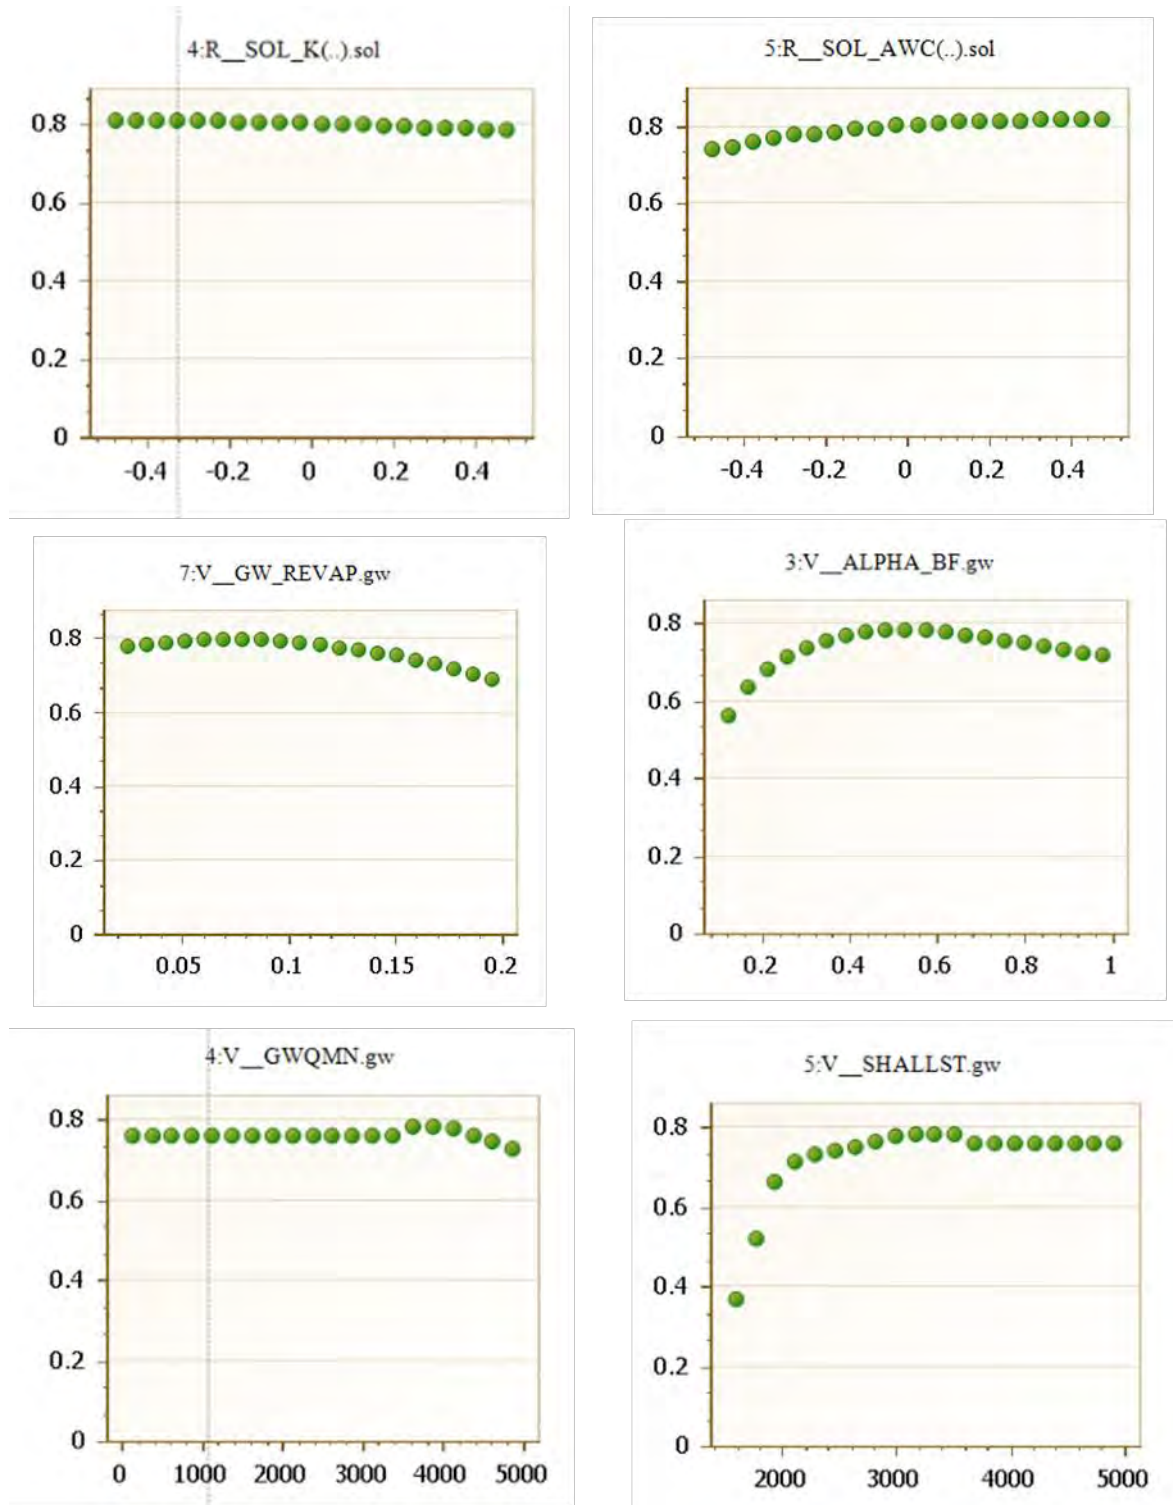 4:R__SOL_K(..).sol
0.8
0.6
0.4
0.2
0
-0.4 -0.2 0 0.2 0.4
5:R__SOL_AWC(..).sol
0.8
0.6
0.4
0.2
0
-0.4 -0.2 0 0.2 0.4
7:V__GW_REVAP.gw
0.8
0.6
0.4
0.2
0
0.05 0.1 0.15 0.2
3:V__ALPHA_BF.gw
0.8
0.6
0.4
0.2
0
0.2 0.4 0.6 0.8 1
4:V__GWQMN.gw
0.8
0.6
0.4
0.2
0
0 1000 2000 3000 4000 5000
5:V__SHALLST.gw
0.8
0.6
0.4
0.2
0
2000 3000 4000 5000